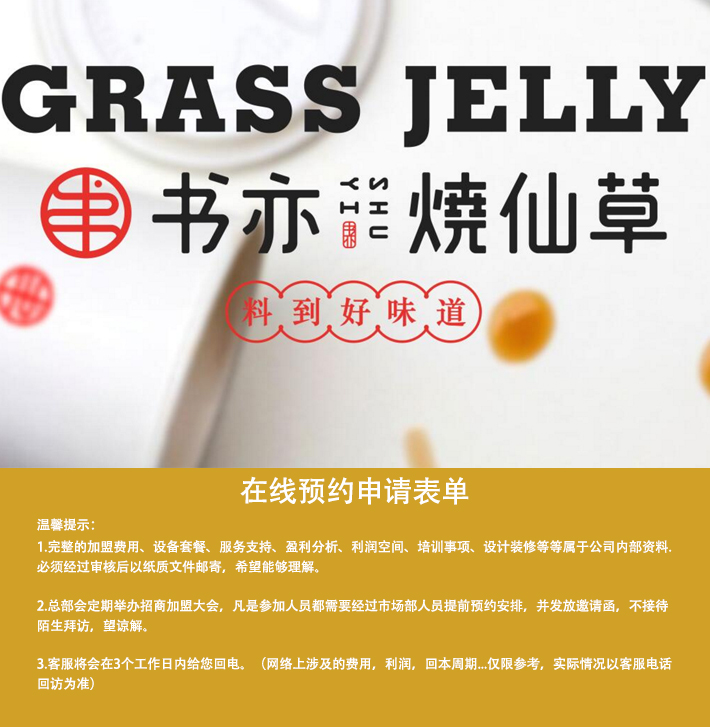 GRASS JELLY
书亦 SHU YI 書亦 燒仙草
料到好味道
在线预约申请表单
温馨提示：
1.完整的加盟费用、设备套餐、服务支持、盈利分析、利润空间、培训事项、设计装修等等属于公司内部资料.
必须经过审核后以纸质文件邮寄，希望能够理解。
2.总部会定期举办招商加盟大会，凡是参加人员都需要经过市场部人员提前预约安排，并发放邀请函，不接待
陌生拜访，望谅解。
3.客服将会在3个工作日内给您回电。（网络上涉及的费用，利润，回本周期...仅限参考，实际情况以客服电话
回访为准）